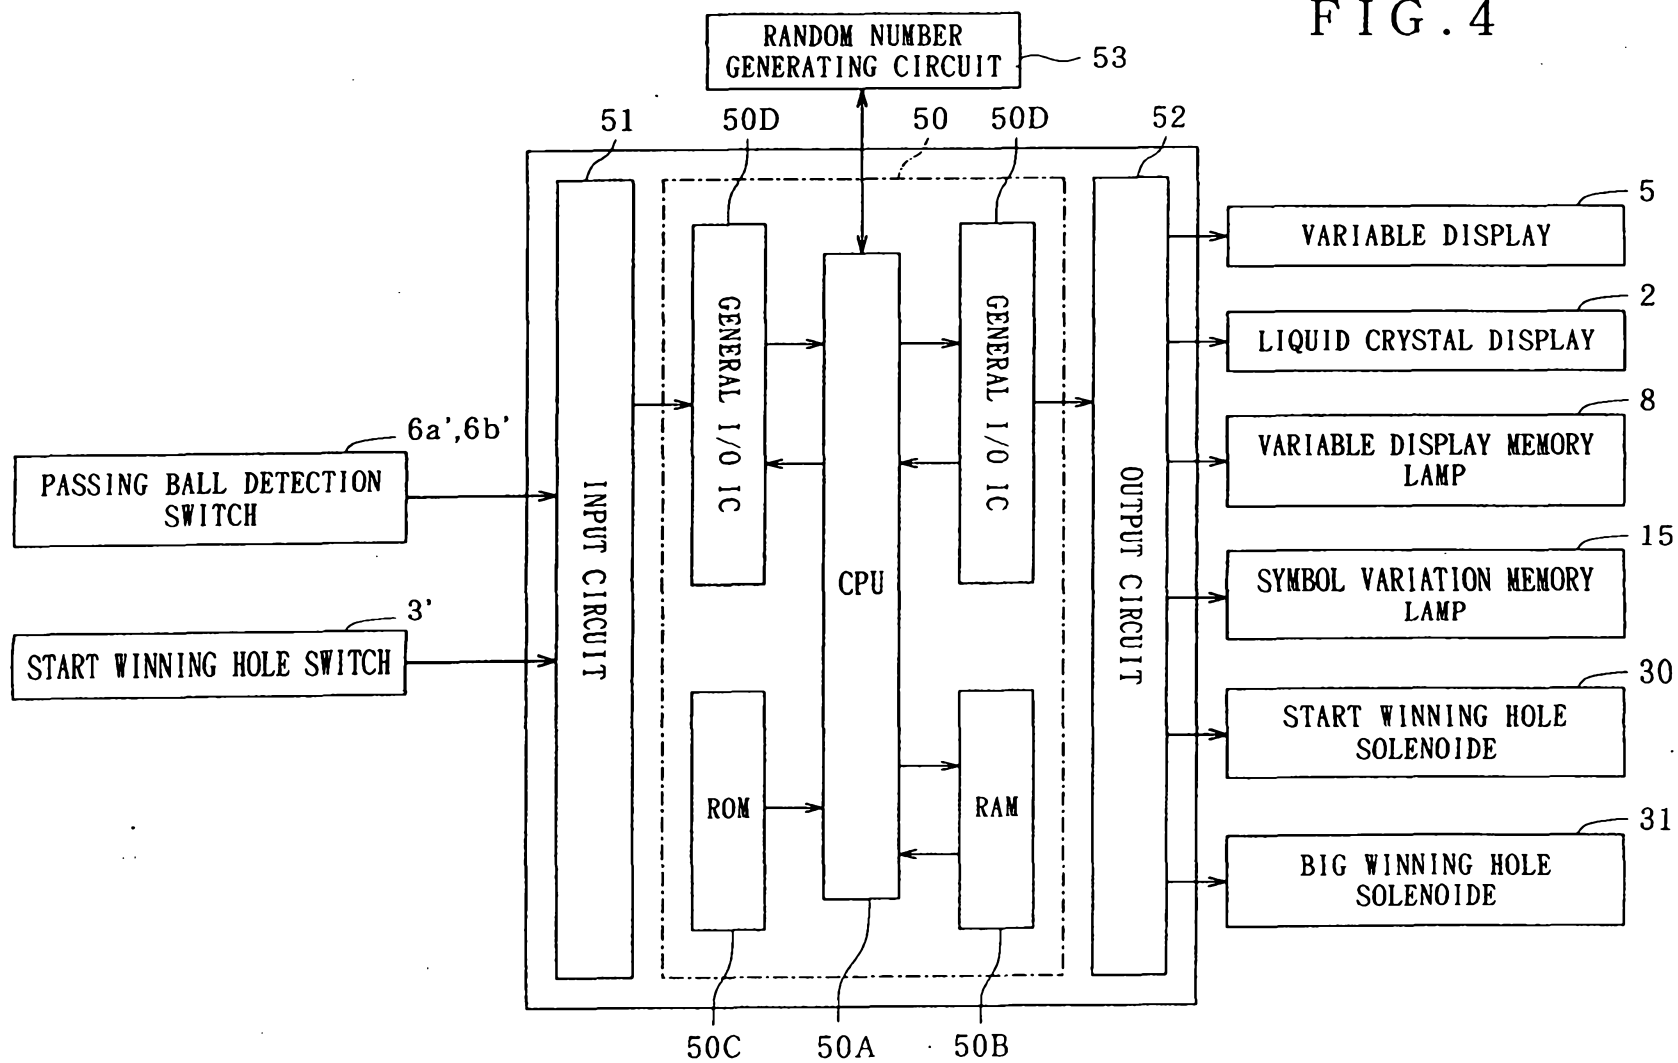 FIG.4
RANDOM NUMBER
GENERATING CIRCUIT
53
51
50D
50
50D
52
5
VARIABLE DISPLAY
2
LIQUID CRYSTAL DISPLAY
8
VARIABLE DISPLAY MEMORY
LAMP
15
SYMBOL VARIATION MEMORY
LAMP
30
START WINNING HOLE
SOLENOIDE
31
BIG WINNING HOLE
SOLENOIDE
6a',6b'
PASSING BALL DETECTION
SWITCH
3'
START WINNING HOLE SWITCH
INPUT CIRCUIT
GENERAL I/O IC
CPU
GENERAL I/O IC
OUTPUT CIRCUIT
ROM
RAM
50C
50A
50B